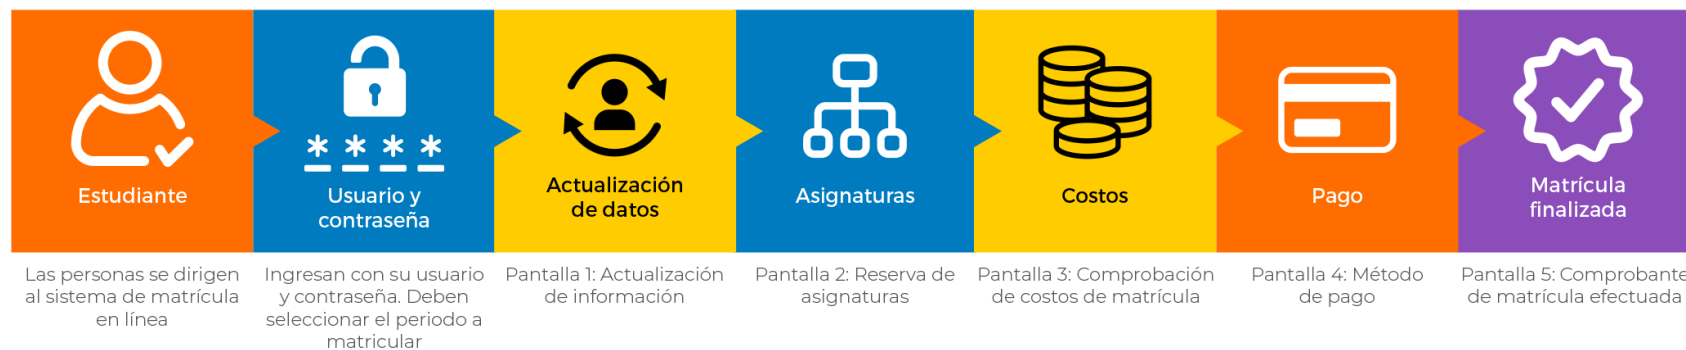 Estudiante
Usuario y
contraseña
Actualización
de datos
Asignaturas
Costos
Pago
Matrícula
finalizada
Las personas se dirigen
al sistema de matrícula
en línea
Ingresan con su usuario
y contraseña. Deben
seleccionar el periodo a
matricular
Pantalla 1: Actualización
de información
Pantalla 2: Reserva de
asignaturas
Pantalla 3: Comprobación
de costos de matrícula
Pantalla 4: Método
de pago
Pantalla 5: Comprobante
de matrícula efectuada